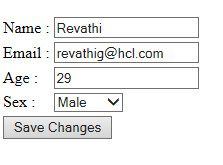 Name : Revathi
Email : revathig@hcl.com
Age : 29
Sex : Male
Save Changes